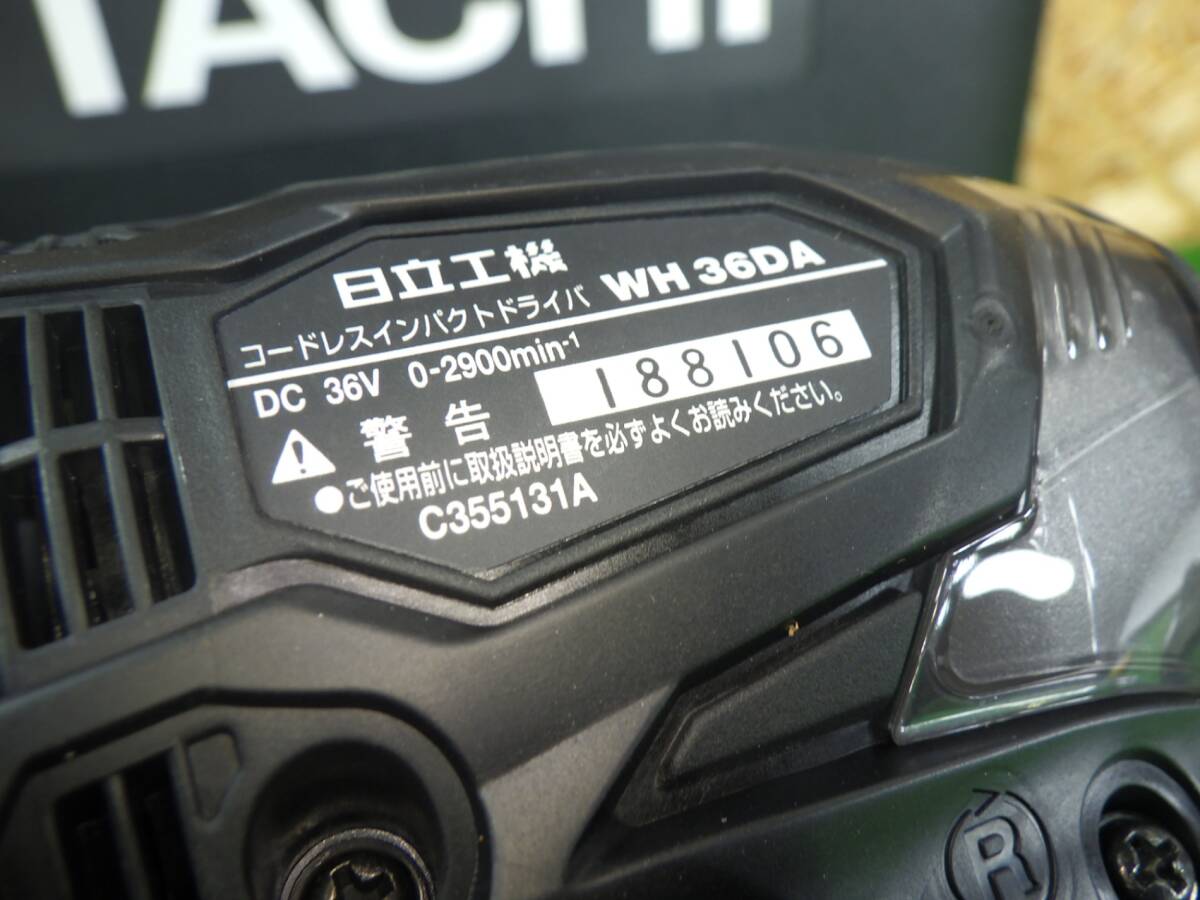 TACHI
日立工機
コードレスインパクトドライバ WH 36DA
DC 36V 0-2900min-1
188106
警告
●ご使用前に取扱説明書を必ずよくお読みください。
C355131A
R